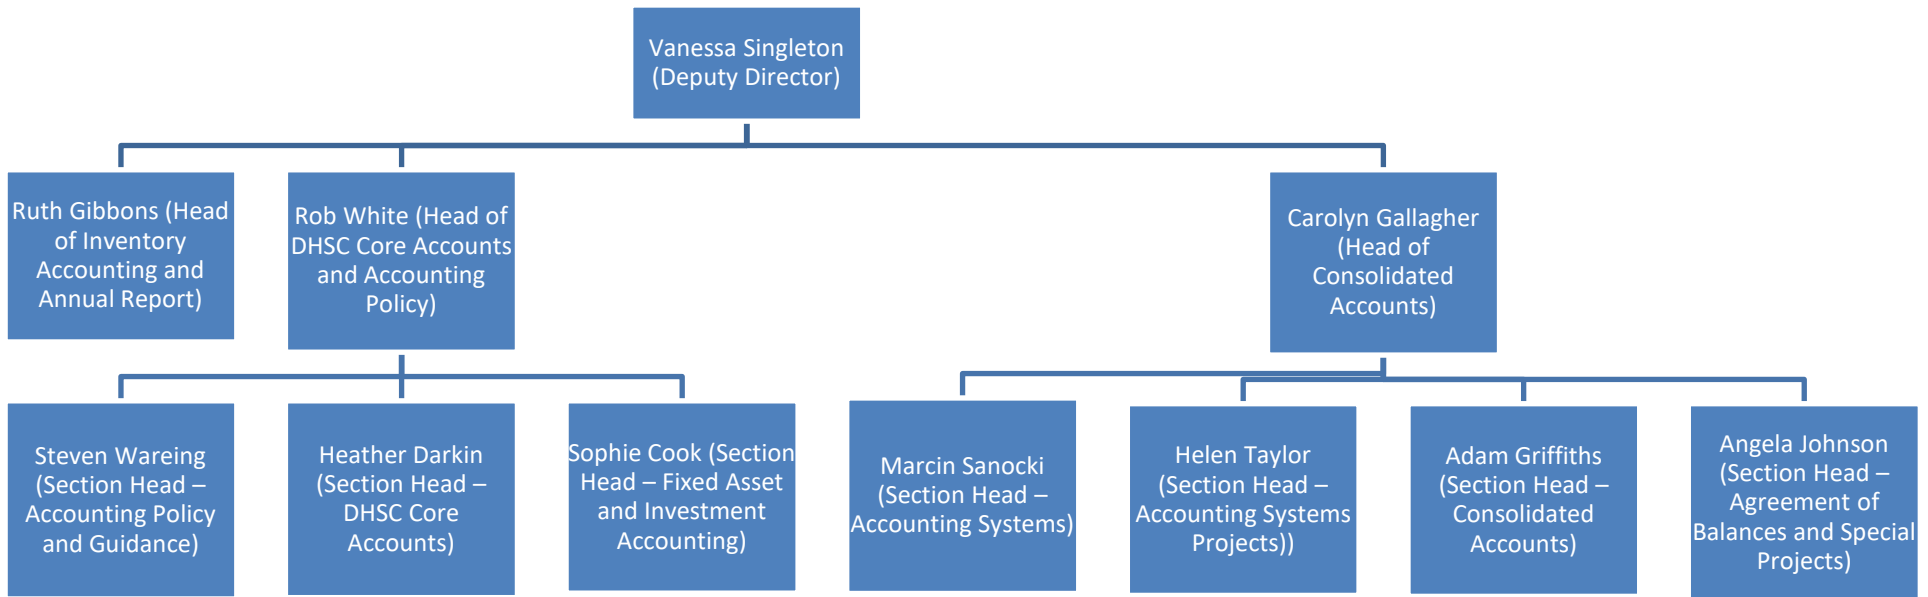 Vanessa Singleton
(Deputy Director)
Ruth Gibbons (Head
of Inventory
Accounting and
Annual Report)
Rob White (Head of
DHSC Core Accounts
and Accounting
Policy)
Carolyn Gallagher
(Head of
Consolidated
Accounts)
Steven Wareing
(Section Head –
Accounting Policy
and Guidance)
Heather Darkin
(Section Head –
DHSC Core
Accounts)
Sophie Cook (Section
Head – Fixed Asset
and Investment
Accounting)
Marcin Sanocki
(Section Head –
Accounting Systems)
Helen Taylor
(Section Head –
Accounting Systems
Projects))
Adam Griffiths
(Section Head –
Consolidated
Accounts)
Angela Johnson
(Section Head –
Agreement of
Balances and Special
Projects)